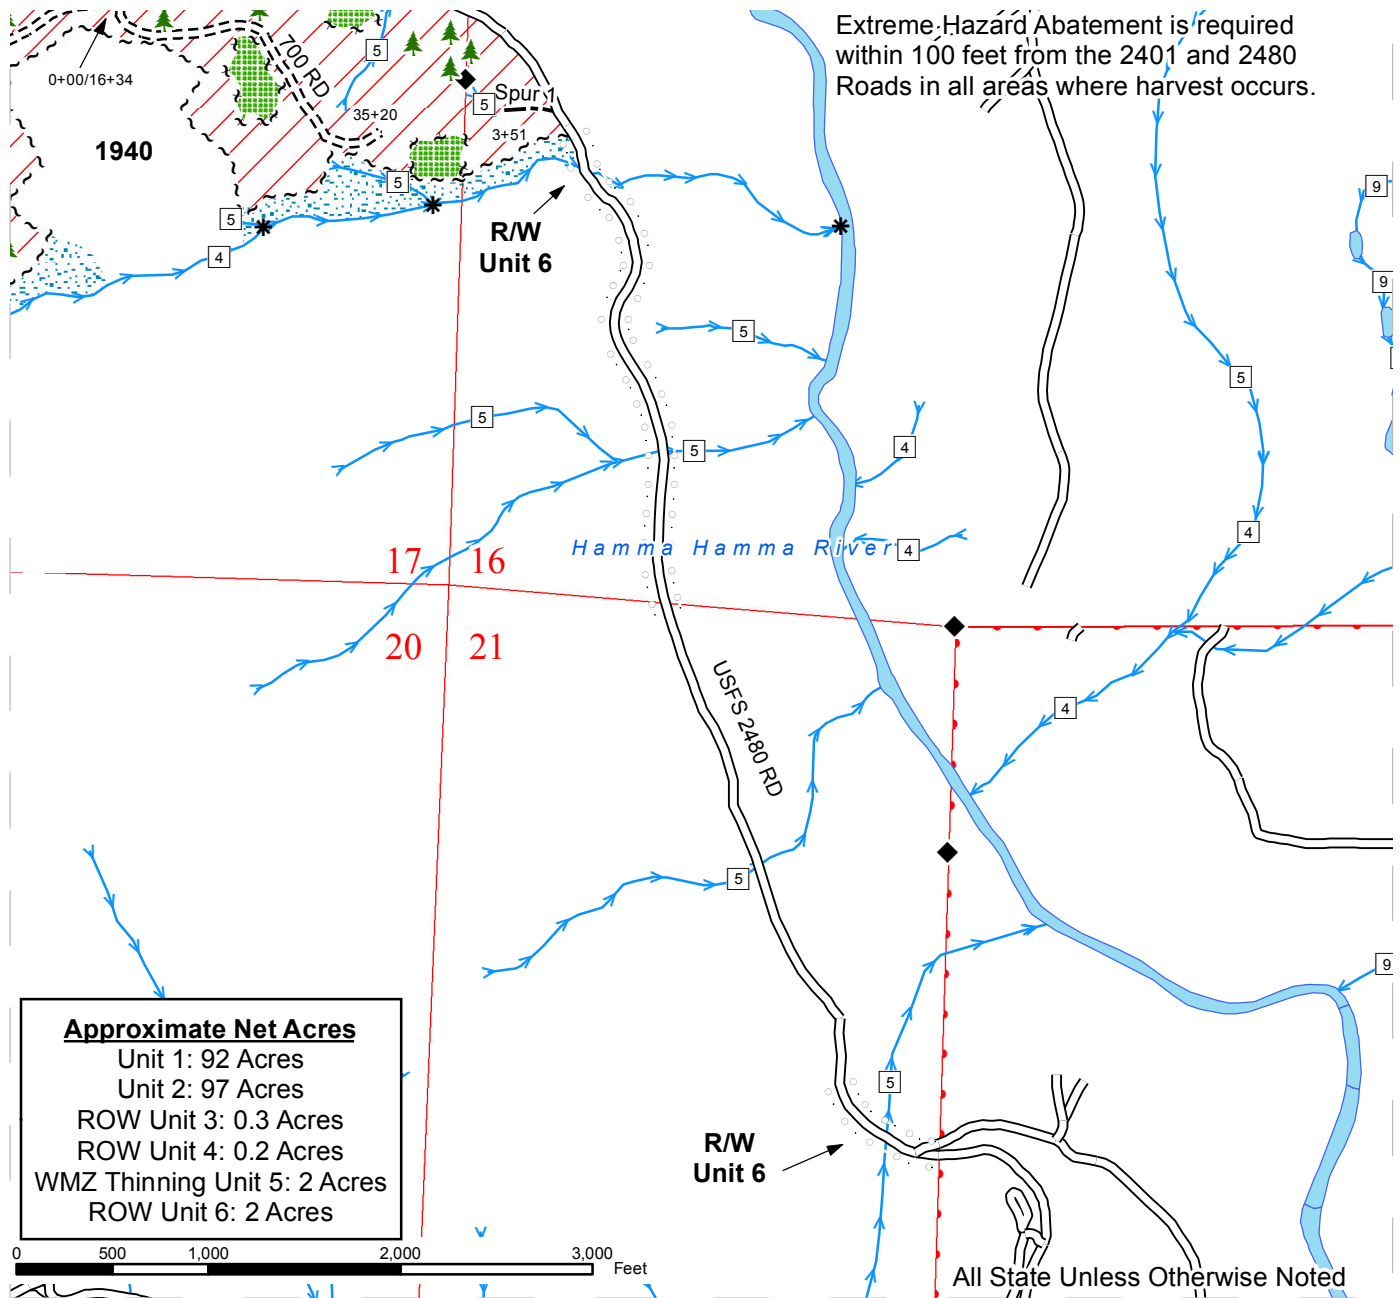 Extreme Hazard Abatement is required
within 100 feet from the 2401 and 2480
Roads in all areas where harvest occurs.
0+00/16+34
700 RD
5
35+20
5
Spur 1
3+51
1940
5
5
4
R/W
Unit 6
9
9
5
5
5
5
4
4
5
4
Hamma Hamma River
17
16
20
21
USFS 2480 RD
4
5
9
5
R/W
Unit 6
Approximate Net Acres
Unit 1: 92 Acres
Unit 2: 97 Acres
ROW Unit 3: 0.3 Acres
ROW Unit 4: 0.2 Acres
WMZ Thinning Unit 5: 2 Acres
ROW Unit 6: 2 Acres
0 500 1,000 2,000 3,000
Feet
All State Unless Otherwise Noted